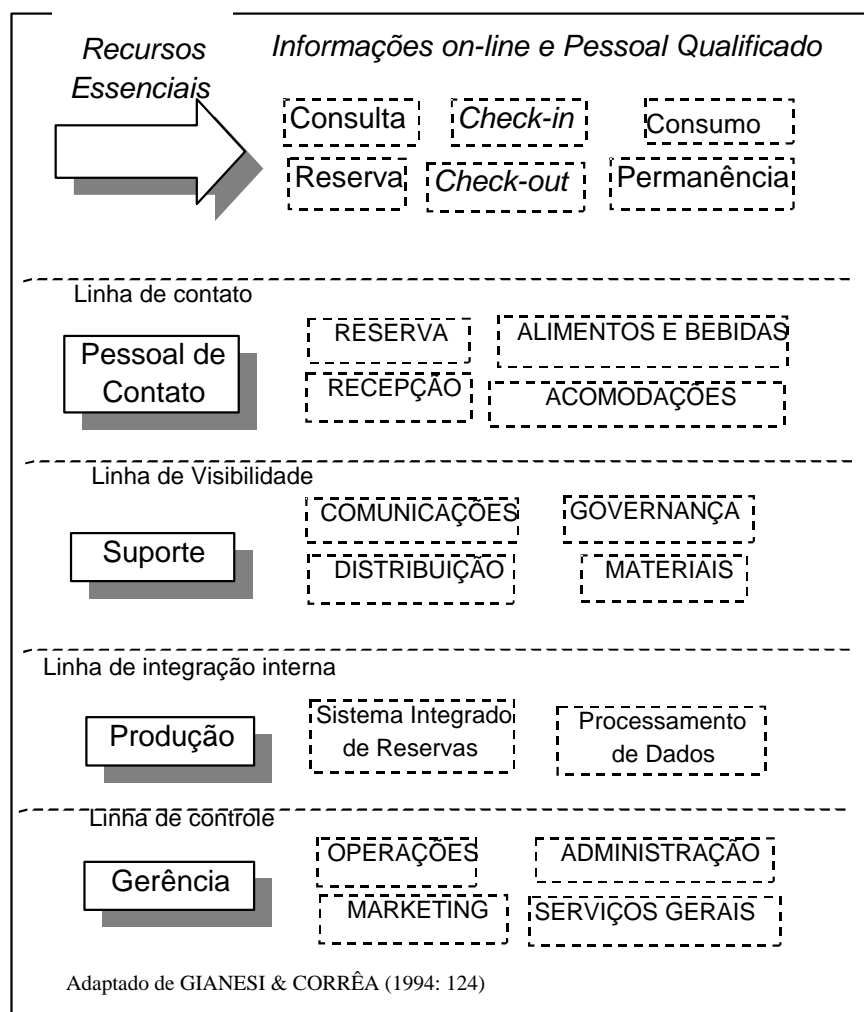 Recursos
Essenciais
Informações on-line e Pessoal Qualificado
Consulta Check-in Consumo
Reserva Check-out Permanência
Linha de contato
Pessoal de
Contato
RESERVA ALIMENTOS E BEBIDAS
RECEPÇÃO ACOMODAÇÕES
Linha de Visibilidade
Suporte
COMUNICAÇÕES GOVERNANÇA
DISTRIBUIÇÃO MATERIAIS
Linha de integração interna
Produção
Sistema Integrado
de Reservas
Processamento
de Dados
Linha de controle
Gerência
OPERAÇÕES ADMINISTRAÇÃO
MARKETING SERVIÇOS GERAIS
Adaptado de GIANESI & CORRÊA (1994: 124)